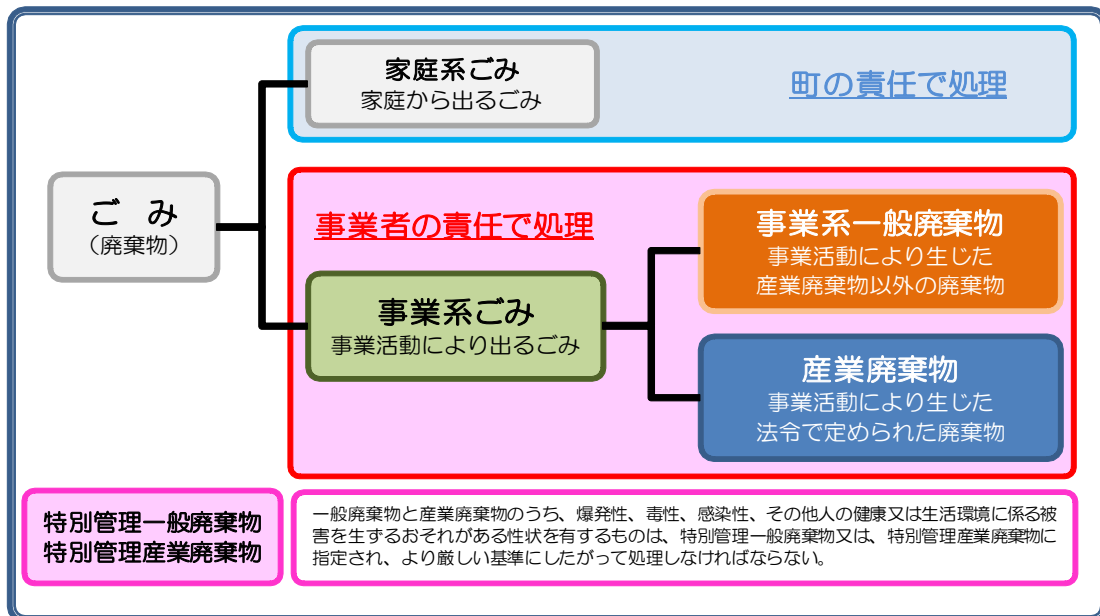 家庭系ごみ
家庭から出るごみ
町の責任で処理
ご み
（廃棄物）
事業者の責任で処理
事業系ごみ
事業活動により出るごみ
事業系一般廃棄物
事業活動により生じた
産業廃棄物以外の廃棄物
産業廃棄物
事業活動により生じた
法令で定められた廃棄物
特別管理一般廃棄物
特別管理産業廃棄物
一般廃棄物と産業廃棄物のうち、爆発性、毒性、感染性、その他人の健康又は生活環境に係る被
害を生ずるおそれがある性状を有するものは、特別管理一般廃棄物又は、特別管理産業廃棄物に
指定され、より厳しい基準にしたがって処理しなければならない。